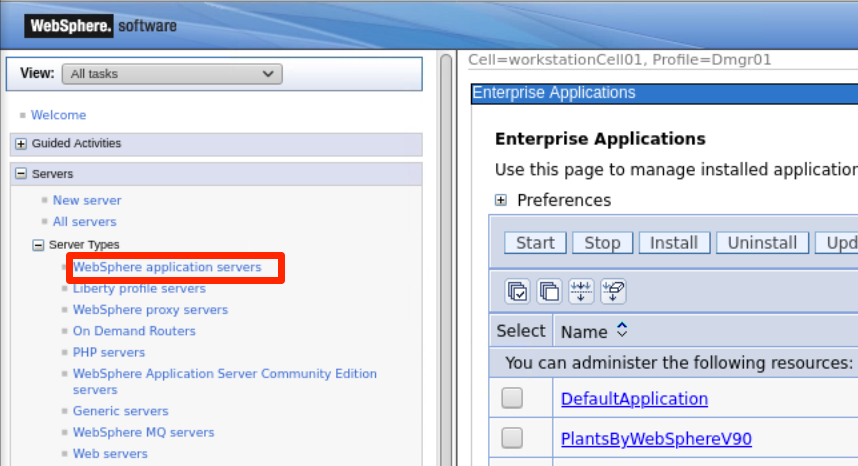 WebSphere. software
View: All tasks
Welcome
Guided Activities
Servers
New server
All servers
Server Types
WebSphere application servers
Liberty profile servers
WebSphere proxy servers
On Demand Routers
PHP servers
WebSphere Application Server Community Edition
servers
Generic servers
WebSphere MQ servers
Web servers
Cell=workstationCell01, Profile=Dmgr01
Enterprise Applications
Enterprise Applications
Use this page to manage installed application
Preferences
Start Stop Install Uninstall Upd
Select Name
You can administer the following resources:
DefaultApplication
PlantsByWebSphereV90